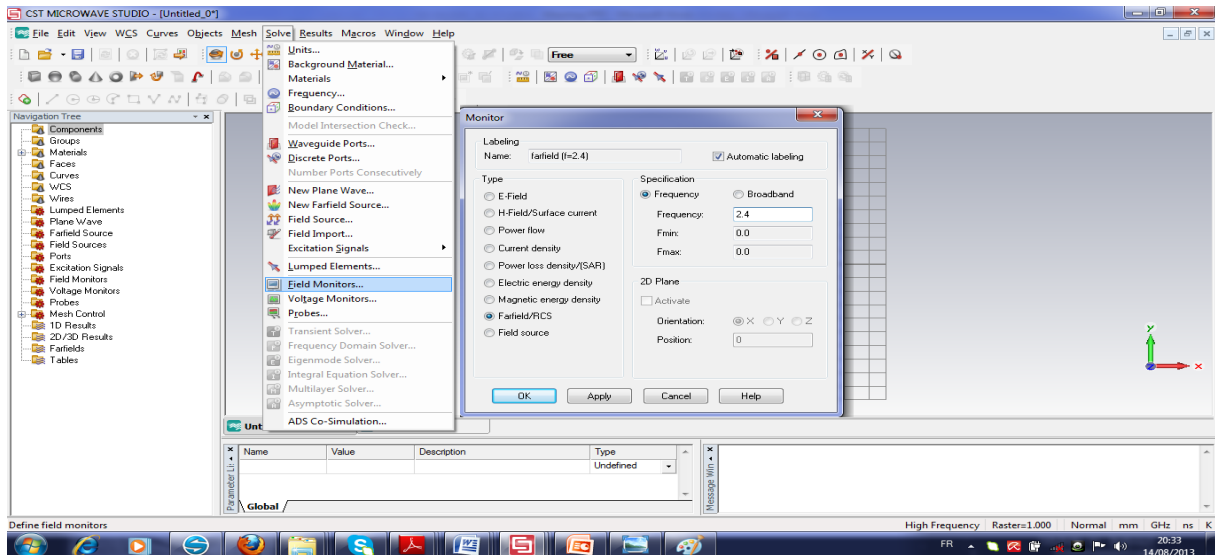 CST MICROWAVE STUDIO - [Untitled_0*]
File Edit View WCS Curves Objects Mesh Solve Results Macros Window Help
Free
Navigation Tree
Components
Groups
Materials
Faces
Curves
WCS
Wires
Lumped Elements
Plane Wave
Farfield Source
Field Sources
Ports
Excitation Signals
Field Monitors
Voltage Monitors
Probes
Mesh Control
1D Results
2D/3D Results
Farfields
Tables
Units...
Background Material...
Materials
Frequency...
Boundary Conditions...
Model Intersection Check...
Waveguide Ports...
Discrete Ports...
Number Ports Consecutively
New Plane Wave...
New Farfield Source...
Field Source...
Field Import...
Excitation Signals
Lumped Elements...
Field Monitors...
Voltage Monitors...
Probes...
Transient Solver...
Frequency Domain Solver...
Eigenmode Solver...
Integral Equation Solver...
Multilayer Solver...
Asymptotic Solver...
ADS Co-Simulation...
Monitor
Labeling
Name: farfield (f=2.4)
Automatic labeling
Type
E-Field
H-Field/Surface current
Power flow
Current density
Power loss density/(SAR)
Electric energy density
Magnetic energy density
Farfield/RCS
Field source
Specification
Frequency Broadband
Frequency: 2.4
Fmin: 0.0
Fmax: 0.0
2D Plane
Activate
Orientation: X Y Z
Position: 0
OK Apply Cancel Help
y
x
Unt
Name Value Description Type
Undefined
Global
Message Win
Define field monitors
High Frequency Raster=1.000 Normal mm GHz ns K
FR
20:33
14/08/2013